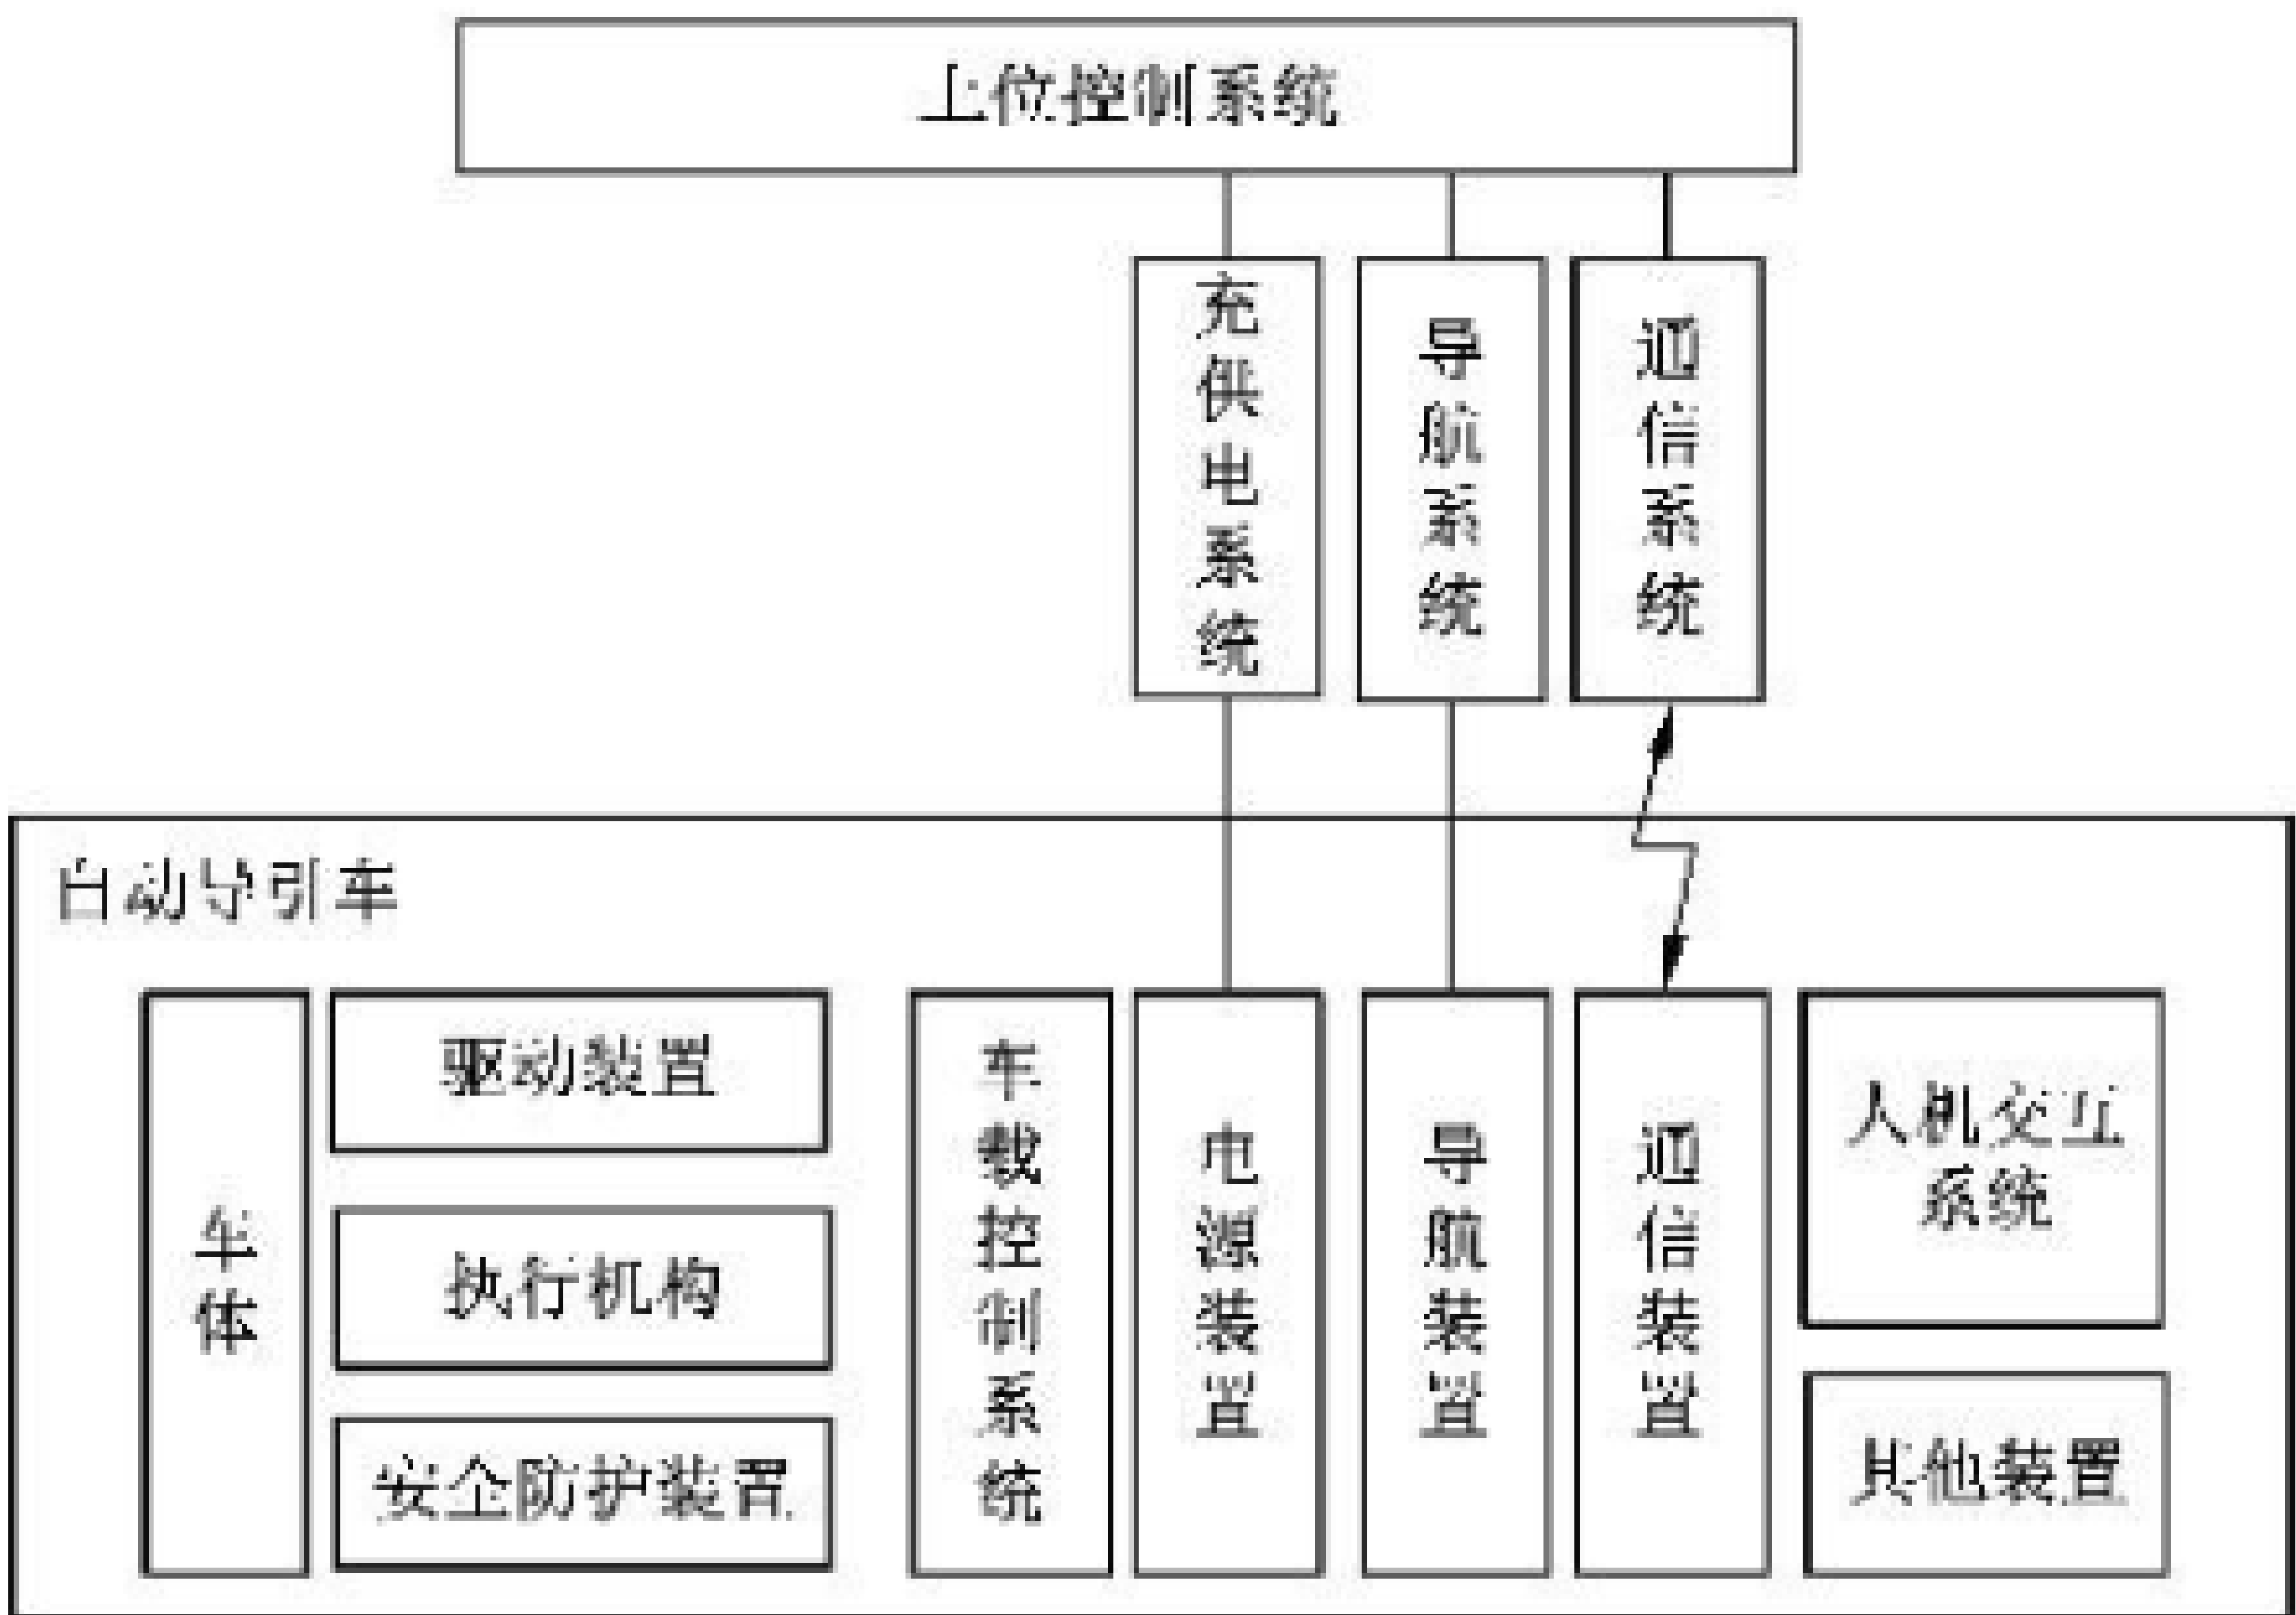 上位控制系统
充供电系统
导航系统
通信系统
自动导引车
车体
驱动装置
执行机构
安全防护装置
车载控制系统
电源装置
导航装置
通信装置
人机交互
系统
其他装置